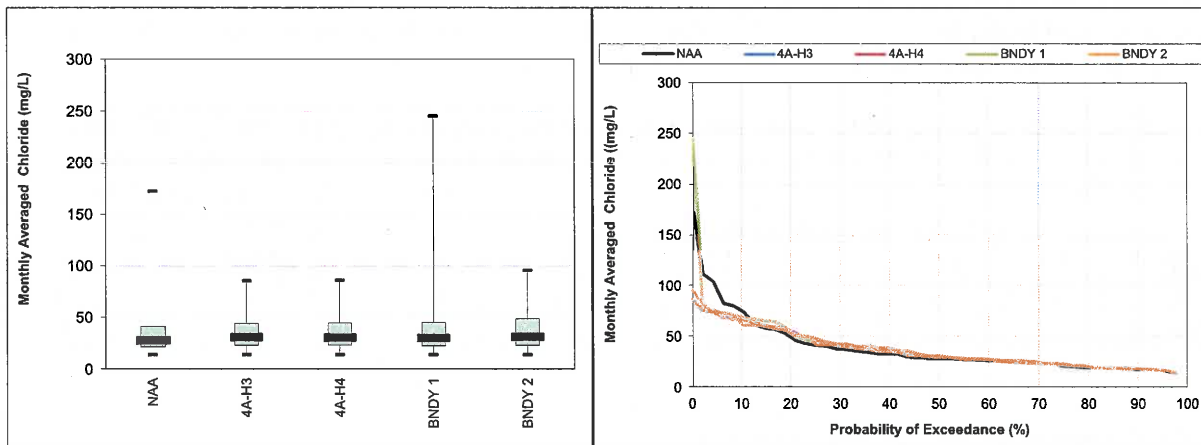 Monthly Averaged Chloride (mg/L)
300
250
200
150
100
50
0
NAA
4A-H3
4A-H4
BNDY 1
BNDY 2
NAA 4A-H3 4A-H4 BNDY 1 BNDY 2
Monthly Averaged Chloride ((mg/L)
300
250
200
150
100
50
0
0 10 20 30 40 50 60 70 80 90 100
Probability of Exceedance (%)